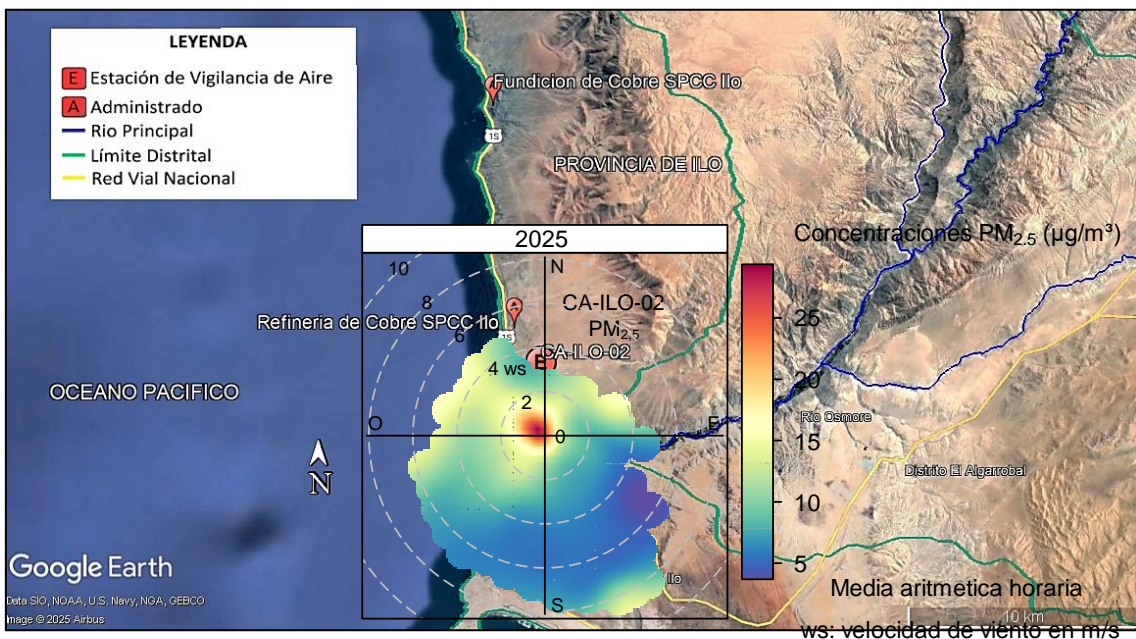 LEYENDA
E Estación de Vigilancia de Aire
A Administrado
Rio Principal
Límite Distrital
Red Vial Nacional
Fundicion de Cobre SPCC Ilo
1S
PROVINCIA DE ILO
2025
Concentraciones PM₂.₅ (µg/m³)
10
N
8
CA-ILO-02
PM₂.₅
Refineria de Cobre SPCC Ilo
6
1S
CA-ILO-02
E
4 ws
2
OCEANO PACIFICO
O
0
E
25
20
15
10
5
Rio Osmore
Distrito El Algarrobal
N
Ilo
S
Google Earth
Data SIO, NOAA, U.S. Navy, NGA, GEBCO
Image © 2025 Airbus
Media aritmetica horaria
10 km
ws: velocidad de viento en m/s